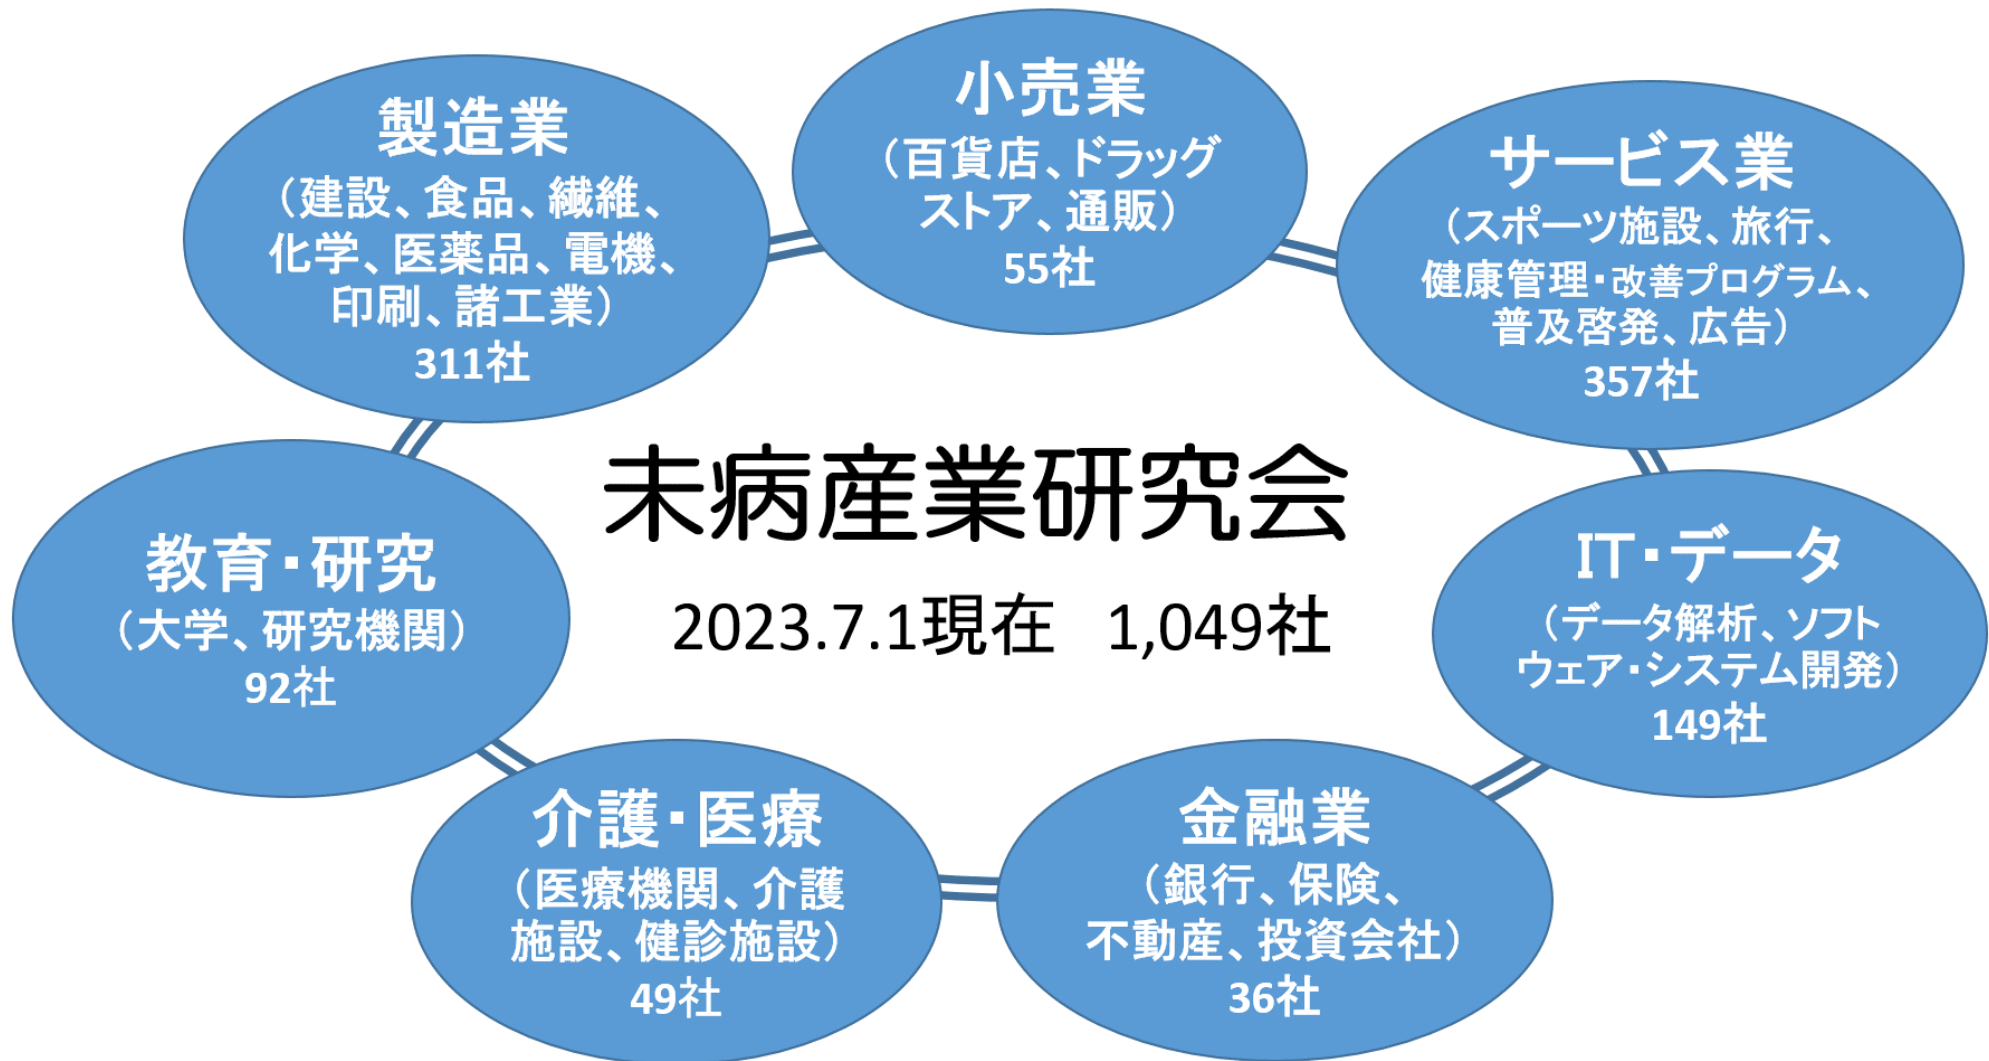 小売業
（百貨店、ドラッグ
ストア、通販）
55社
製造業
（建設、食品、繊維、
化学、医薬品、電機、
印刷、諸工業）
311社
サービス業
（スポーツ施設、旅行、
健康管理・改善プログラム、
普及啓発、広告）
357社
未病産業研究会
2023.7.1現在 1,049社
教育・研究
（大学、研究機関）
92社
IT・データ
（データ解析、ソフト
ウェア・システム開発）
149社
介護・医療
（医療機関、介護
施設、健診施設）
49社
金融業
（銀行、保険、
不動産、投資会社）
36社